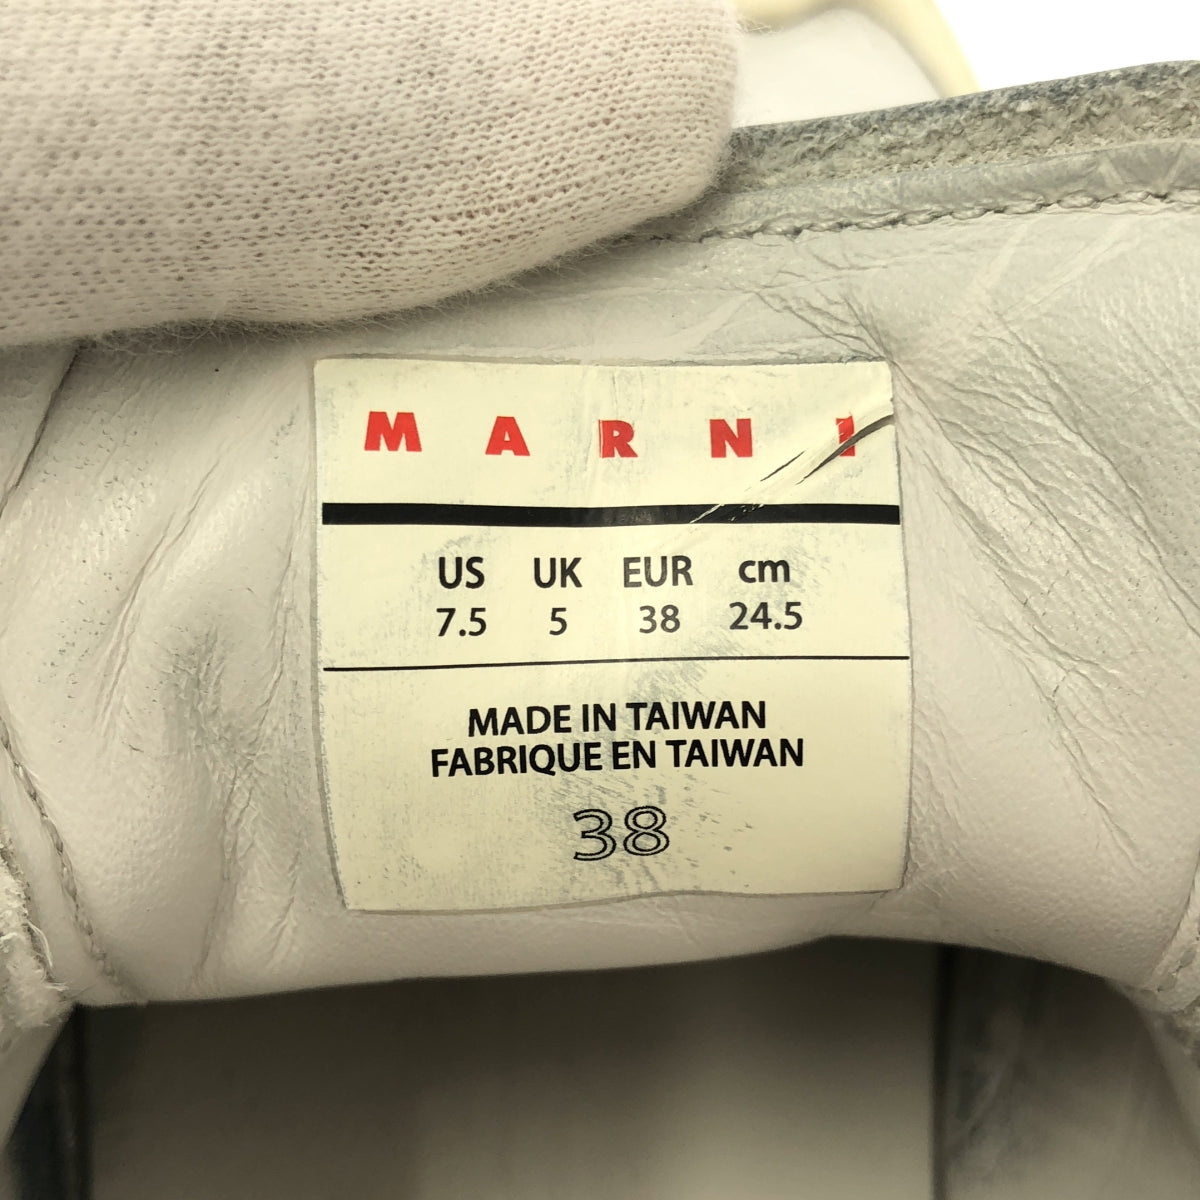 MARNI
US UK EUR cm
7.5 5 38 24.5
MADE IN TAIWAN
FABRIQUE EN TAIWAN
38